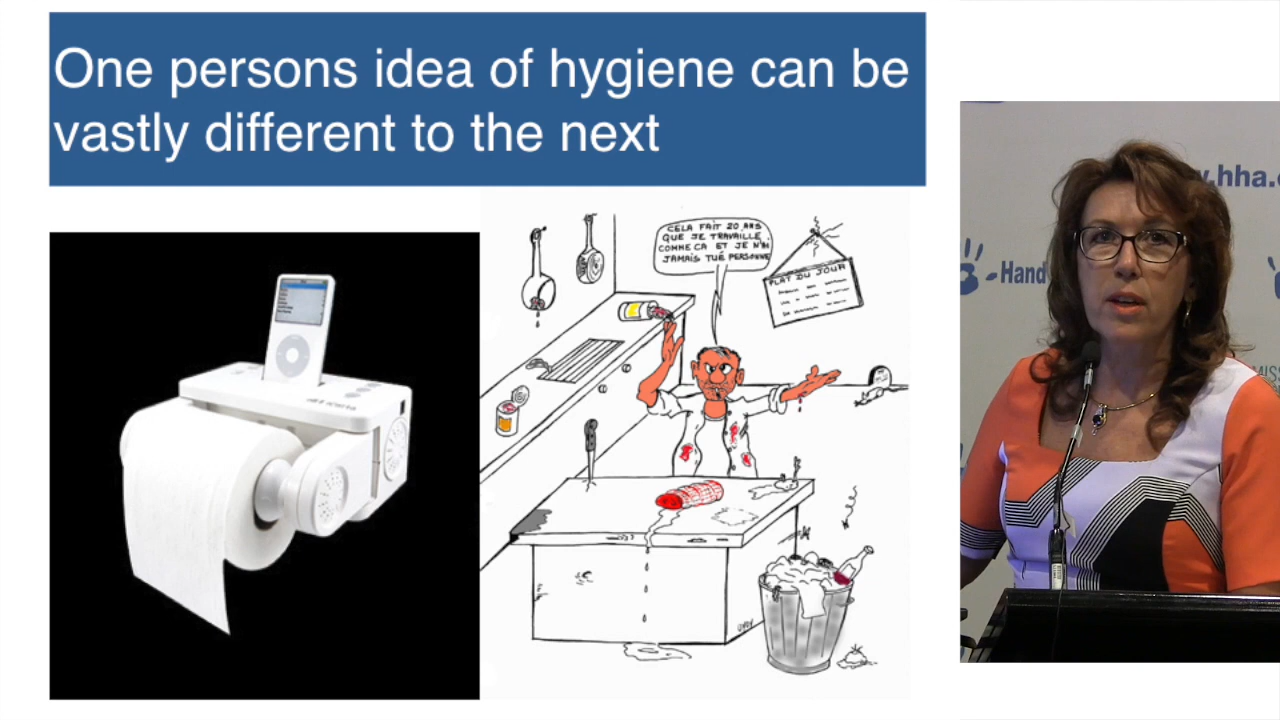 One persons idea of hygiene can be
vastly different to the next
CELA FAIT 20 ANS
QUE JE TRAVAILLE
COMME CA ET JE N'AI
JAMAIS TUÉ PERSONNE
PLAT DU JOUR
.hha.
Hand